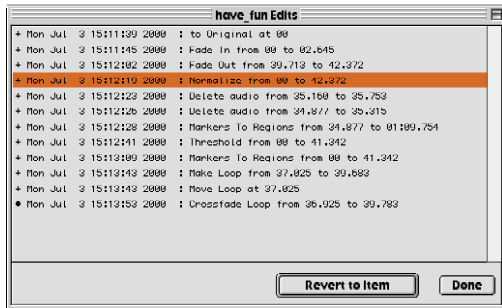 have_fun Edits
+ Mon Jul 3 15:11:39 2000 : to Original at 00
+ Mon Jul 3 15:11:45 2000 : Fade In from 00 to 02.645
+ Mon Jul 3 15:12:02 2000 : Fade Out from 39.713 to 42.372
+ Mon Jul 3 15:12:19 2000 : Normalize from 00 to 42.372
+ Mon Jul 3 15:12:23 2000 : Delete audio from 35.160 to 35.753
+ Mon Jul 3 15:12:26 2000 : Delete audio from 34.877 to 35.315
+ Mon Jul 3 15:12:28 2000 : Markers To Regions from 34.877 to 01:09.754
+ Mon Jul 3 15:12:41 2000 : Threshold from 00 to 41.342
+ Mon Jul 3 15:13:09 2000 : Markers To Regions from 00 to 41.342
+ Mon Jul 3 15:13:43 2000 : Make Loop from 37.025 to 39.683
+ Mon Jul 3 15:13:43 2000 : Move Loop at 37.025
● Mon Jul 3 15:13:53 2000 : Crossfade Loop from 36.925 to 39.783
Revert to Item Done